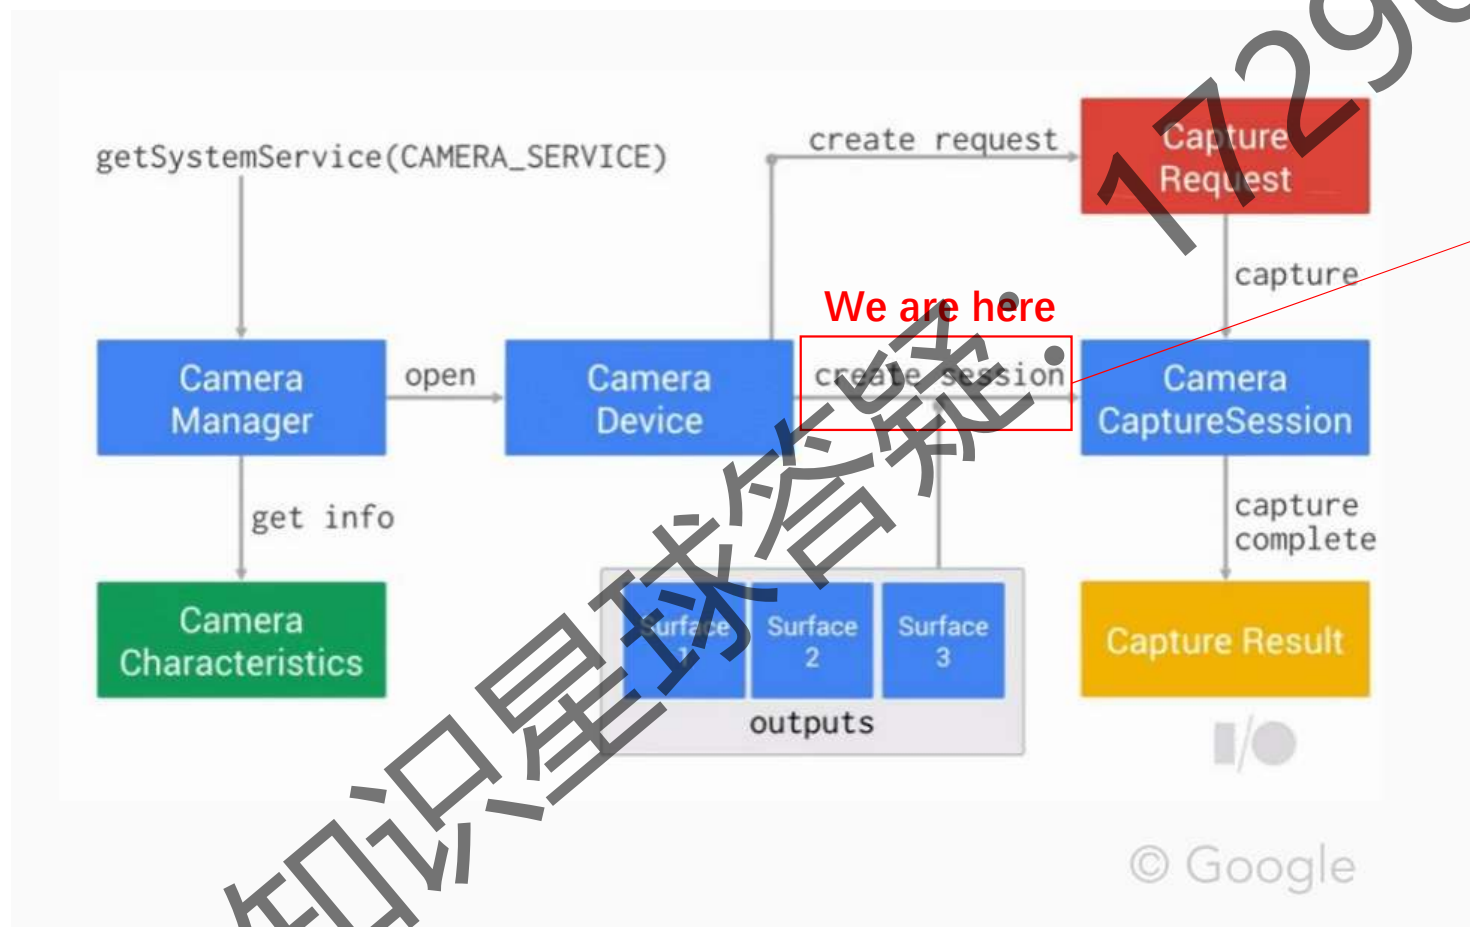 getSystemService(CAMERA_SERVICE)
create request
Capture
Request
capture
We are here
Camera
Manager
open
Camera
Device
create session
Camera
CaptureSession
get info
capture
complete
Camera
Characteristics
Surface
1
Surface
2
Surface
3
outputs
Capture Result
I/O
© Google
知识星球答疑：1729